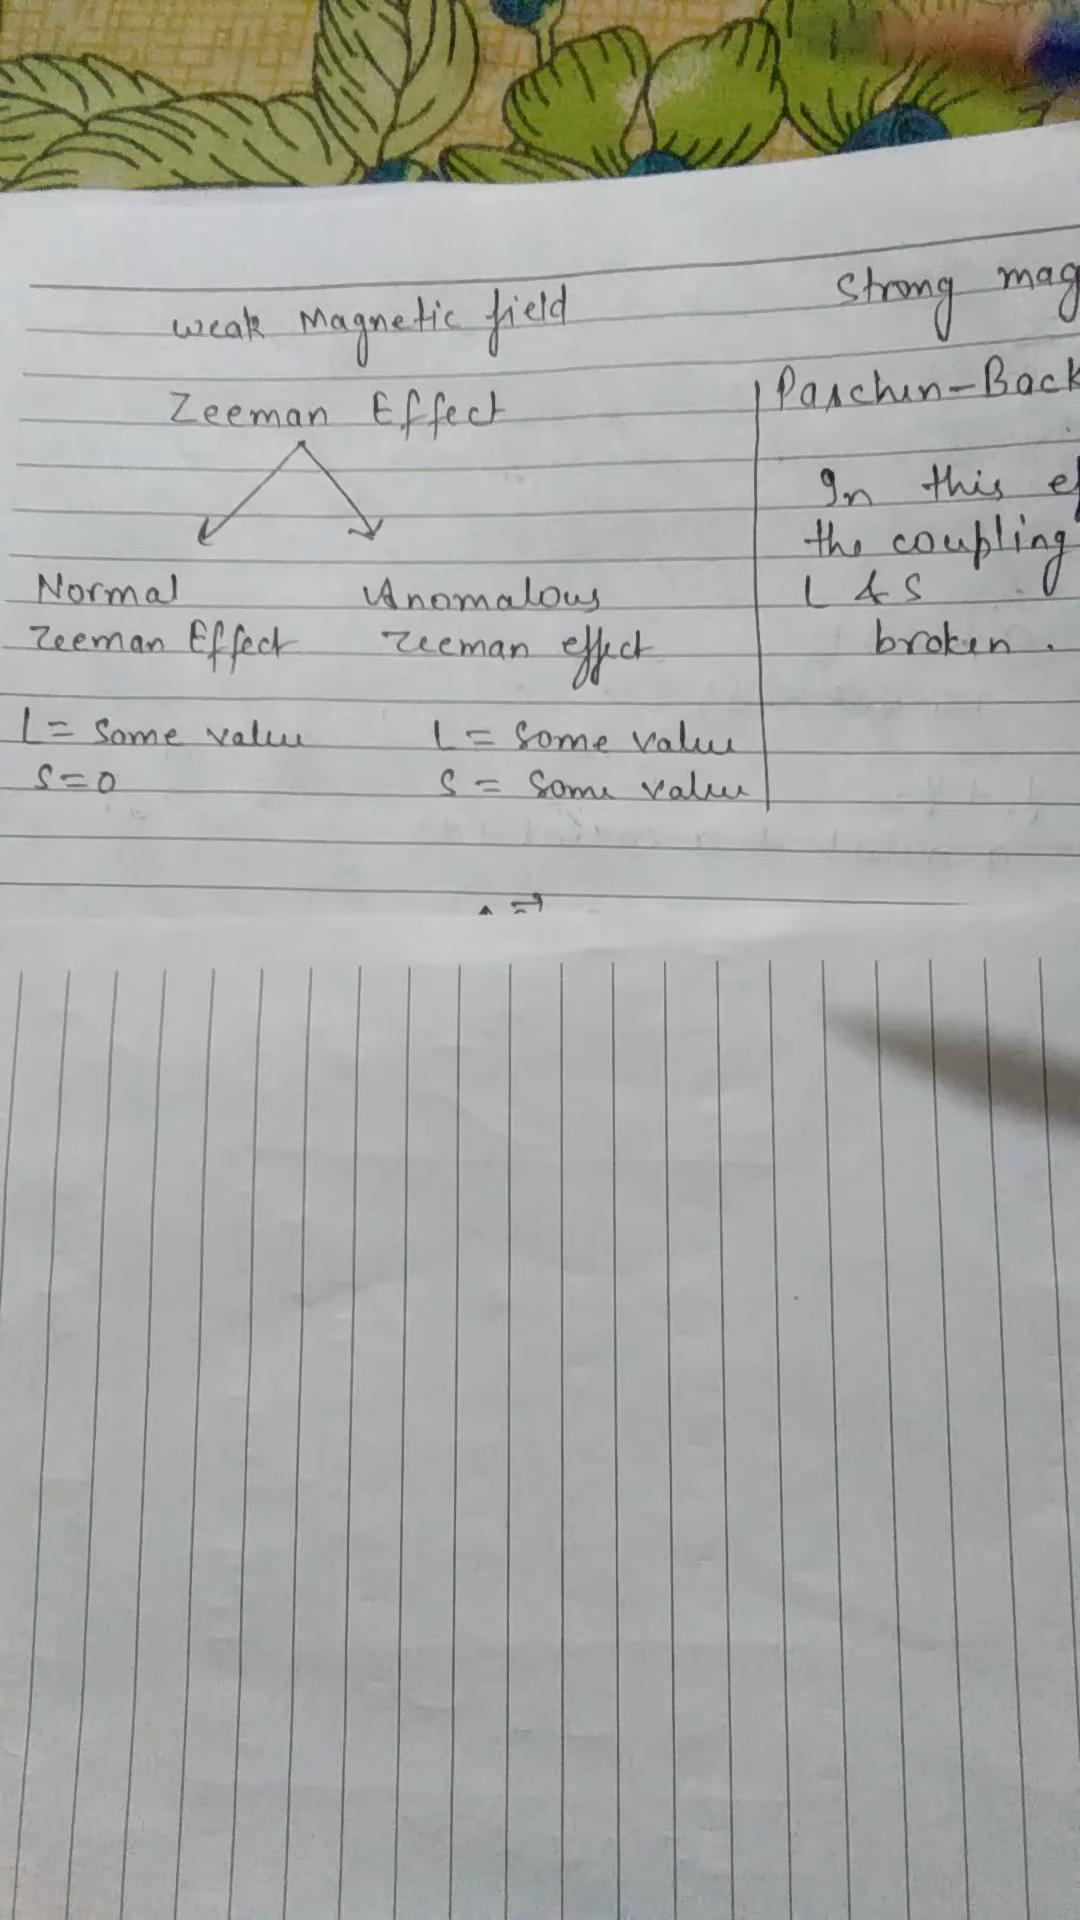 Weak Magnetic field
Strong mag
Zeeman Effect
Paschen-Back
In this ef
the coupling
L & S
broken.
Normal
Zeeman Effect
Anomalous
Zeeman effect
L = Some value
S = 0
L = Some value
S = Some value